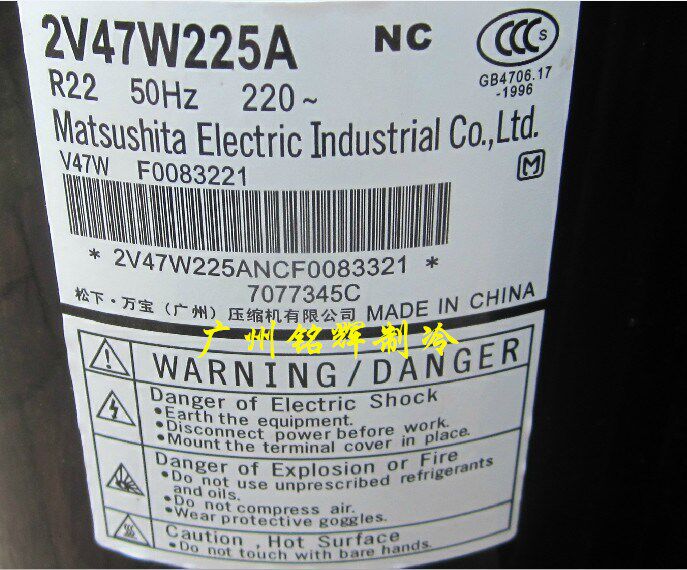 2V47W225A NC CCC S
R22 50Hz 220~ GB4706.17
-1996
Matsushita Electric Industrial Co.,Ltd.
V47W F0083221 M
* 2V47W225ANCF0083321 *
7077345C
松下·万宝（广州）压缩机有限公司 MADE IN CHINA
广州铭辉制冷
WARNING/DANGER
Danger of Electric Shock
•Earth the equipment.
•Disconnect power before work.
•Mount the terminal cover in place.
Danger of Explosion or Fire
•Do not use unprescribed refrigerants
and oils.
•Do not compress air.
•Wear protective goggles.
Caution , Hot Surface
•Do not touch with bare hands.